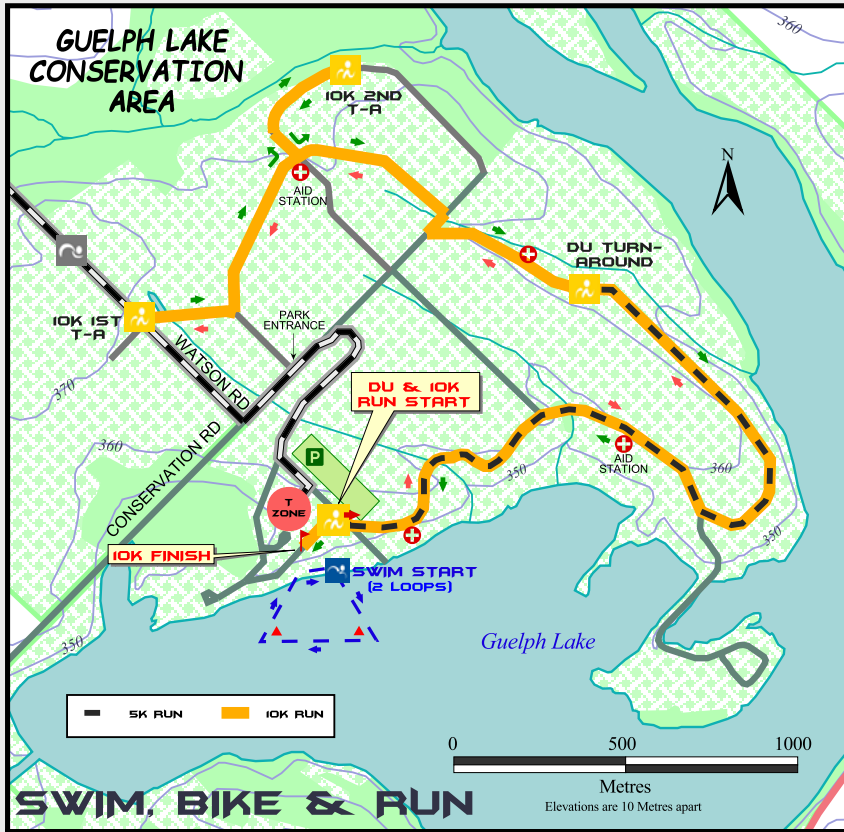 GUELPH LAKE
CONSERVATION
AREA
360
10K 2ND
T-A
N
AID
STATION
DU TURN-
AROUND
10K 1ST
T-A
PARK
ENTRANCE
WATSON RD
370
DU & 10K
RUN START
360
CONSERVATION RD
P
350
AID
STATION
360
T
ZONE
350
10K FINISH
SWIM START
(2 LOOPS)
350
Guelph Lake
5K RUN
10K RUN
0 500 1000
Metres
Elevations are 10 Metres apart
SWIM, BIKE & RUN